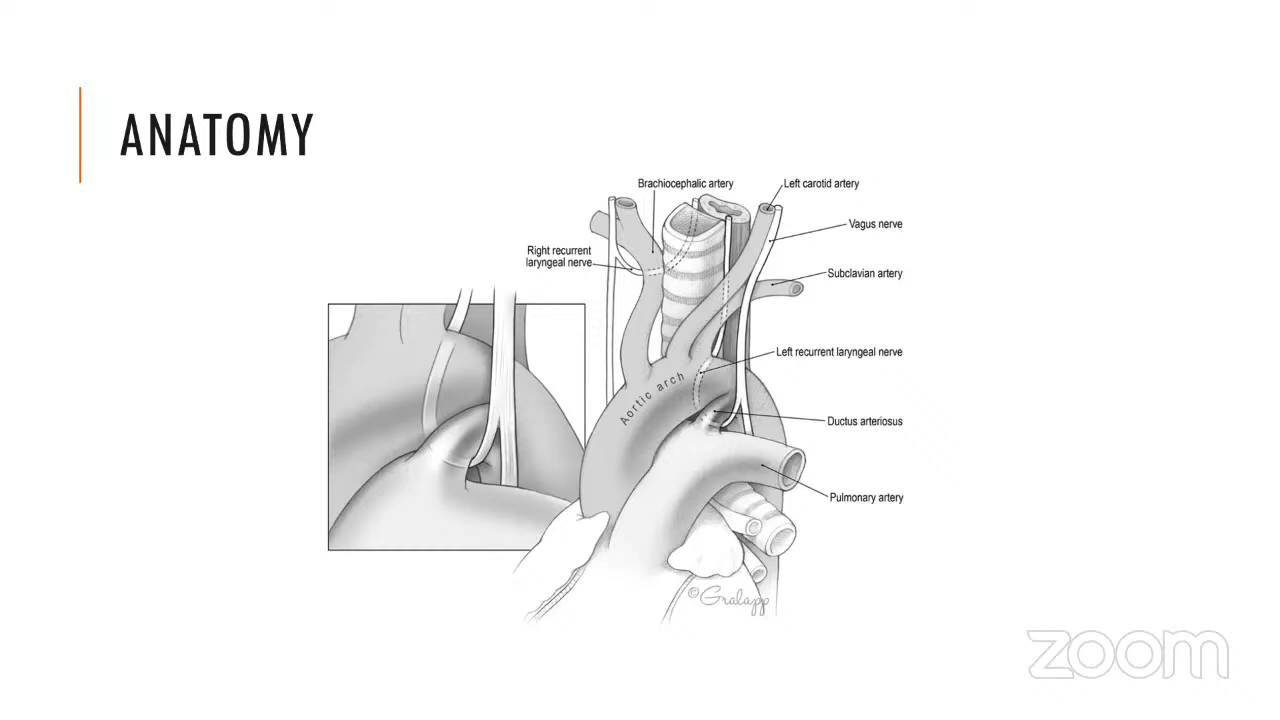 ANATOMY
Brachiocephalic artery
Left carotid artery
Vagus nerve
Right recurrent
laryngeal nerve
Subclavian artery
Left recurrent laryngeal nerve
Aortic arch
Ductus arteriosus
Pulmonary artery
©Gralapp
zoom